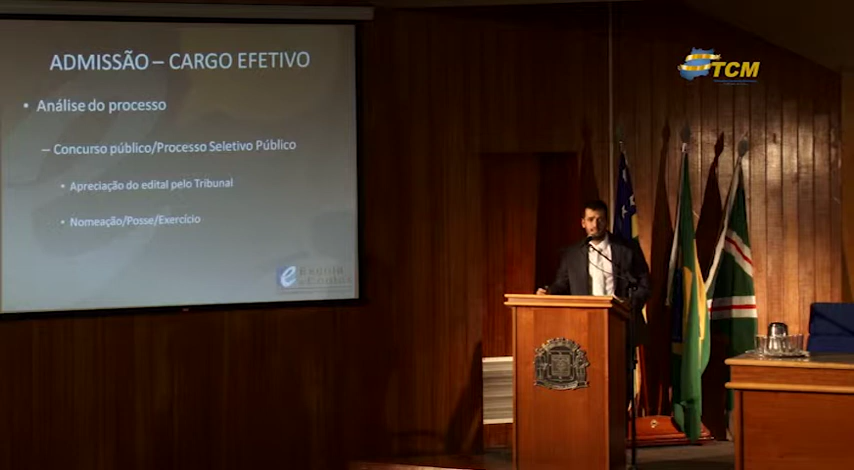 ADMISSÃO – CARGO EFETIVO
• Análise do processo
– Concurso público/Processo Seletivo Público
• Apreciação do edital pelo Tribunal
• Nomeação/Posse/Exercício
TCM